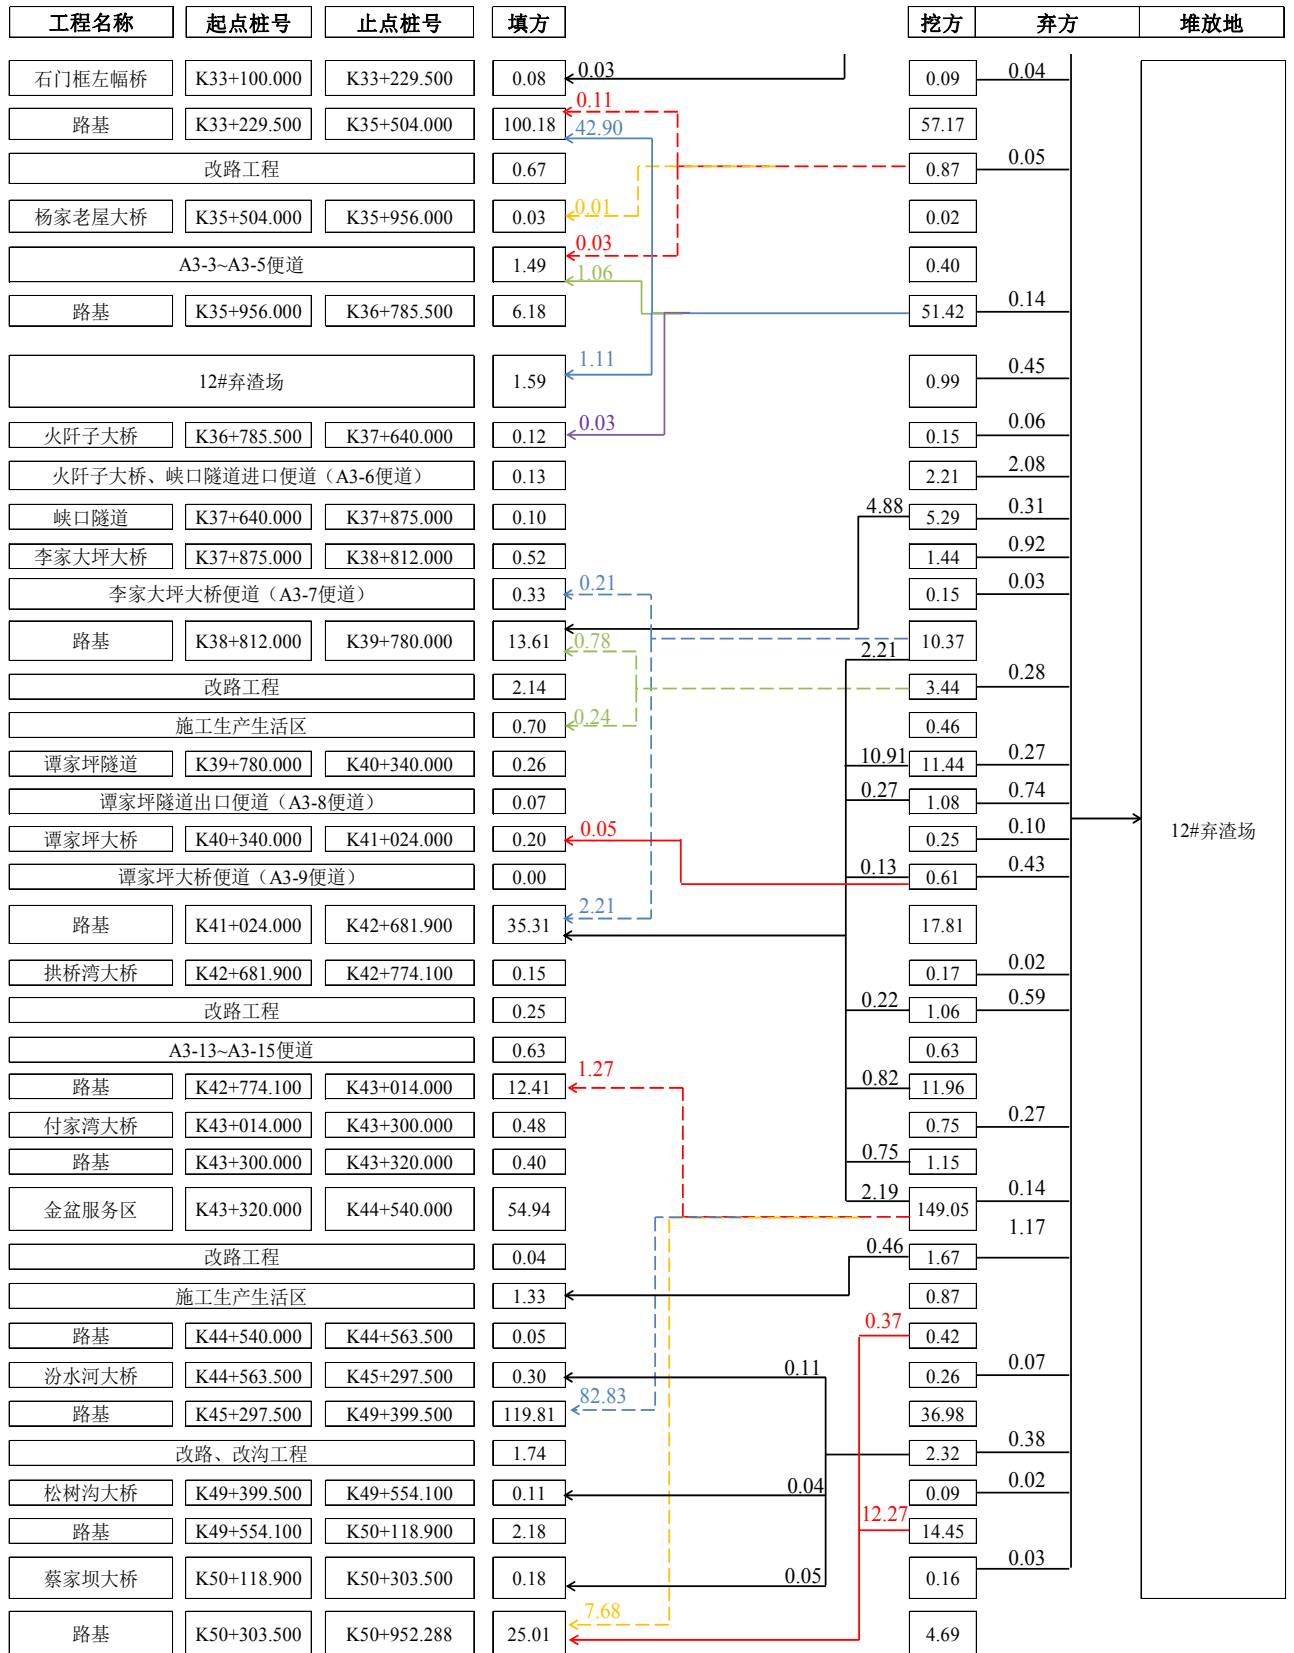 工程名称 起点桩号 止点桩号 填方 挖方 弃方 堆放地
石门框左幅桥 K33+100.000 K33+229.500 0.08 0.03 0.09 0.04
0.11
路基 K33+229.500 K35+504.000 100.18 42.90 57.17
改路工程 0.67 0.87 0.05
杨家老屋大桥 K35+504.000 K35+956.000 0.03 0.01 0.02
0.03
A3-3~A3-5便道 1.49 1.06 0.40
路基 K35+956.000 K36+785.500 6.18 51.42 0.14
12#弃渣场 1.59 1.11 0.99 0.45
火阡子大桥 K36+785.500 K37+640.000 0.12 0.03 0.15 0.06
火阡子大桥、峡口隧道进口便道（A3-6便道） 0.13 2.21 2.08
峡口隧道 K37+640.000 K37+875.000 0.10 4.88 5.29 0.31
李家大坪大桥 K37+875.000 K38+812.000 0.52 1.44 0.92
李家大坪大桥便道（A3-7便道） 0.33 0.21 0.15 0.03
路基 K38+812.000 K39+780.000 13.61 0.78 2.21 10.37
改路工程 2.14 3.44 0.28
施工生产生活区 0.70 0.24 0.46
谭家坪隧道 K39+780.000 K40+340.000 0.26 10.91 11.44 0.27
谭家坪隧道出口便道（A3-8便道） 0.07 0.27 1.08 0.74
谭家坪大桥 K40+340.000 K41+024.000 0.20 0.05 0.25 0.10 12#弃渣场
谭家坪大桥便道（A3-9便道） 0.00 0.13 0.61 0.43
路基 K41+024.000 K42+681.900 35.31 2.21 17.81
拱桥湾大桥 K42+681.900 K42+774.100 0.15 0.17 0.02
改路工程 0.25 0.22 1.06 0.59
A3-13~A3-15便道 0.63 0.63
路基 K42+774.100 K43+014.000 12.41 1.27 0.82 11.96
付家湾大桥 K43+014.000 K43+300.000 0.48 0.75 0.27
路基 K43+300.000 K43+320.000 0.40 0.75 1.15
金盆服务区 K43+320.000 K44+540.000 54.94 2.19 149.05 0.14
改路工程 0.04 0.46 1.67 1.17
施工生产生活区 1.33 0.87
路基 K44+540.000 K44+563.500 0.05 0.37 0.42
汾水河大桥 K44+563.500 K45+297.500 0.30 0.11 0.26 0.07
路基 K45+297.500 K49+399.500 119.81 82.83 36.98
改路、改沟工程 1.74 2.32 0.38
松树沟大桥 K49+399.500 K49+554.100 0.11 0.04 0.09 0.02
路基 K49+554.100 K50+118.900 2.18 12.27 14.45
蔡家坝大桥 K50+118.900 K50+303.500 0.18 0.05 0.16 0.03
路基 K50+303.500 K50+952.288 25.01 7.68 4.69